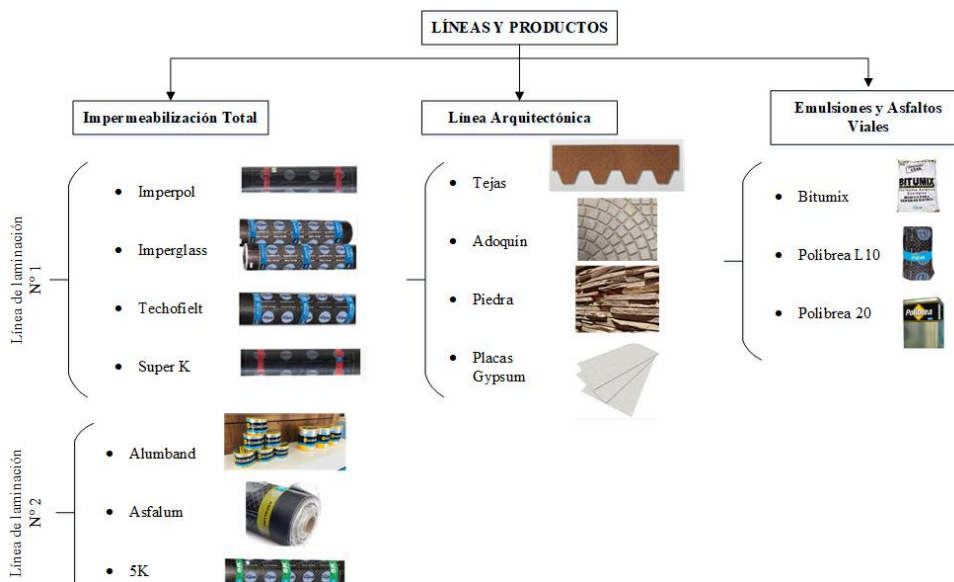 LÍNEAS Y PRODUCTOS
Impermeabilización Total
Línea Arquitectónica
Emulsiones y Asfaltos
Viales
Línea de laminación
N° 1
• Imperpol
• Imperglass
• Techofielt
• Super K
• Tejas
• Adoquin
• Piedra
• Placas
Gypsum
• Bitumix
BITUMIX
• Polibrea L10
• Polibrea 20
Polibrea
Línea de laminación
N° 2
• Alumband
• Asfalum
• 5K